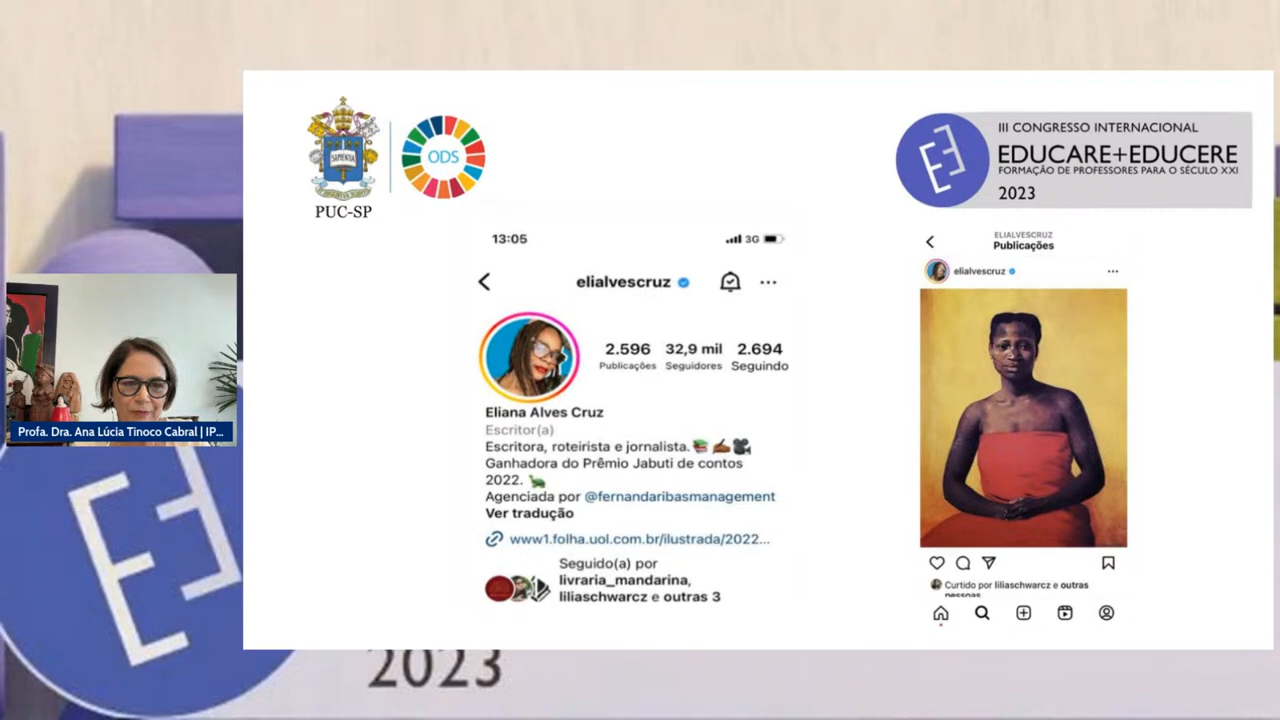 SAPIENTIA
PUC-SP
ODS
III CONGRESSO INTERNACIONAL
EDUCARE+EDUCERE
FORMAÇÃO DE PROFESSORES PARA O SÉCULO XXI
2023
Profa. Dra. Ana Lúcia Tinoco Cabral | IP...
13:05
3G
elialvescruz
2.596 32,9 mil 2.694
Publicações Seguidores Seguindo
Eliana Alves Cruz
Escritor(a)
Escritora, roteirista e jornalista.📚✍🏾🎥
Ganhadora do Prêmio Jabuti de contos
2022. 🐢
Agenciada por @fernandaribasmanagement
Ver tradução
www1.folha.uol.com.br/ilustrada/2022...
Seguido(a) por
livraria_mandarina,
liliaschwarcz e outras 3
ELIALVESCRUZ
Publicações
elialvescruz
Curtido por liliaschwarcz e outras
pessoas
2023